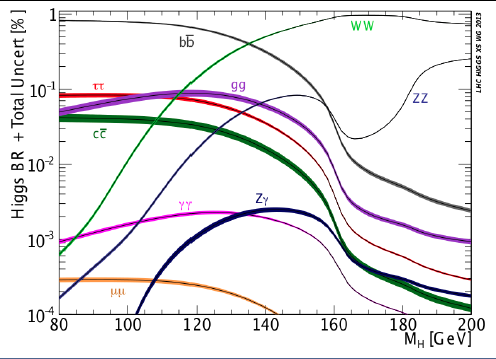 LHC HIGGS XS WG 2013
Higgs BR + Total Uncert [%]
1
10⁻¹
10⁻²
10⁻³
10⁻⁴
bb̅
WW
ττ
gg
ZZ
cc̅
γγ
Zγ
μμ
80 100 120 140 160 180 200
M_H [GeV]